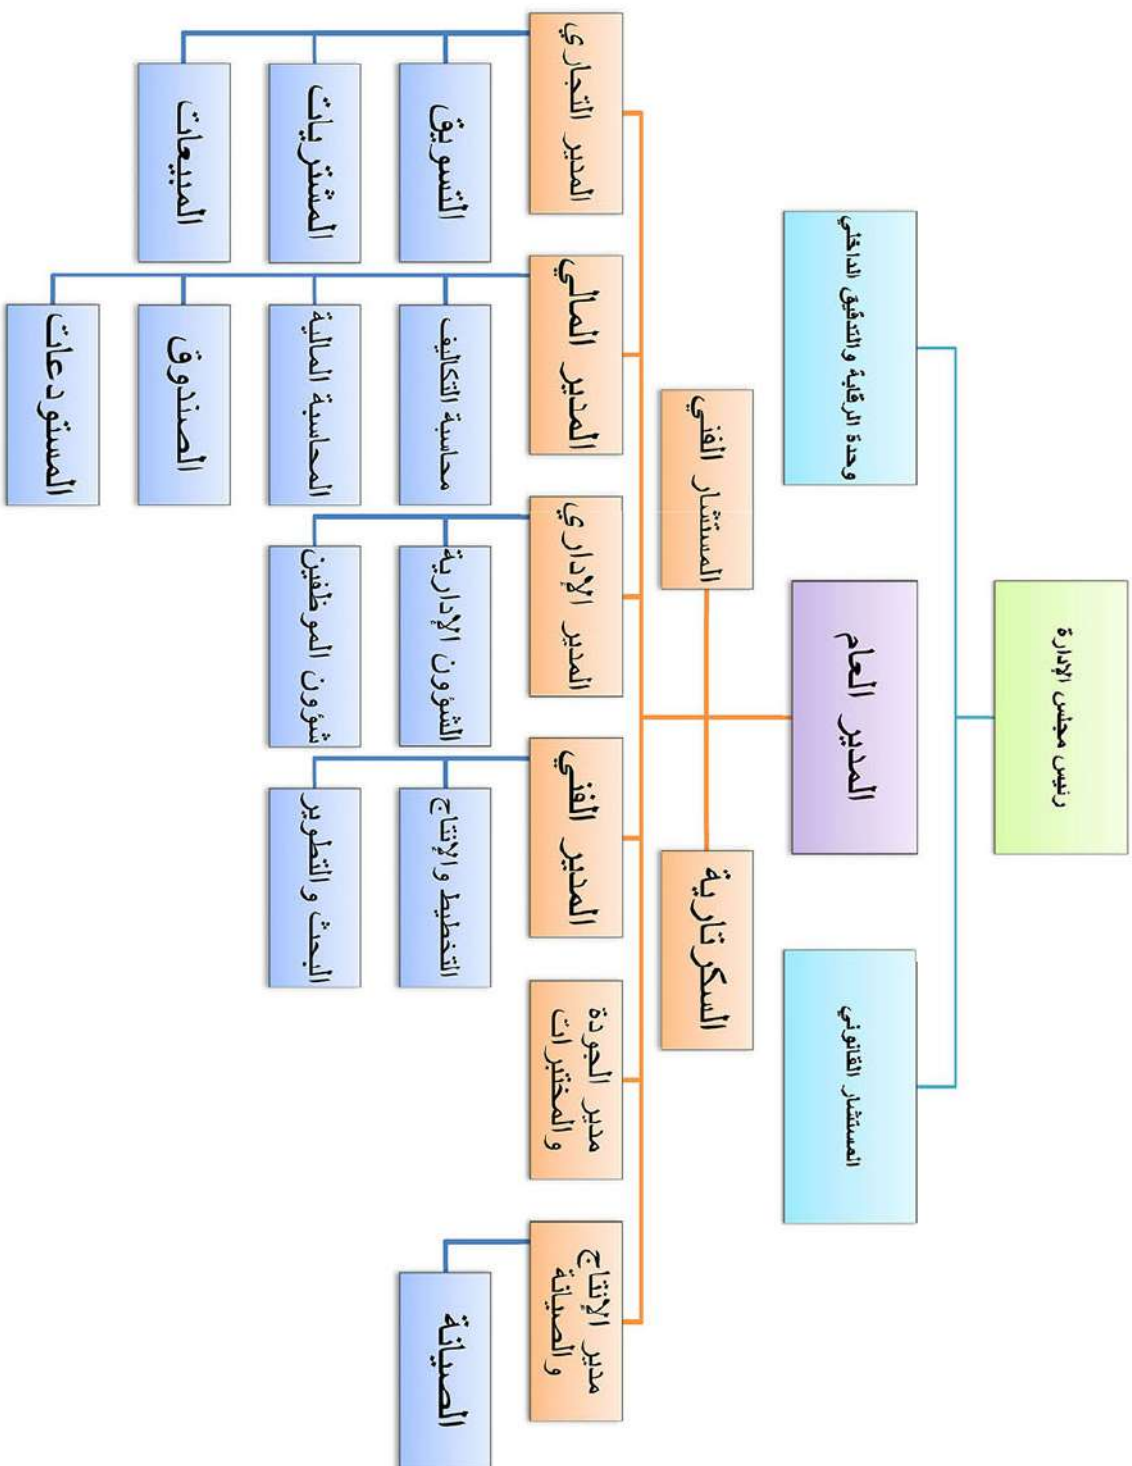 رئيس مجلس الإدارة
المستشار القانوني
وحدة الرقابة والتدقيق الداخلي
المدير العام
السكرتارية
المستشار الفني
مدير الإنتاج
والصيانة
الصيانة
مدير الجودة
والمختبرات
المدير الفني
التخطيط والإنتاج
البحث والتطوير
المدير الإداري
الشؤون الإدارية
شؤون الموظفين
المدير المالي
محاسبة التكاليف
المحاسبة المالية
الصندوق
المستودعات
المدير التجاري
التسويق
المشتريات
المبيعات